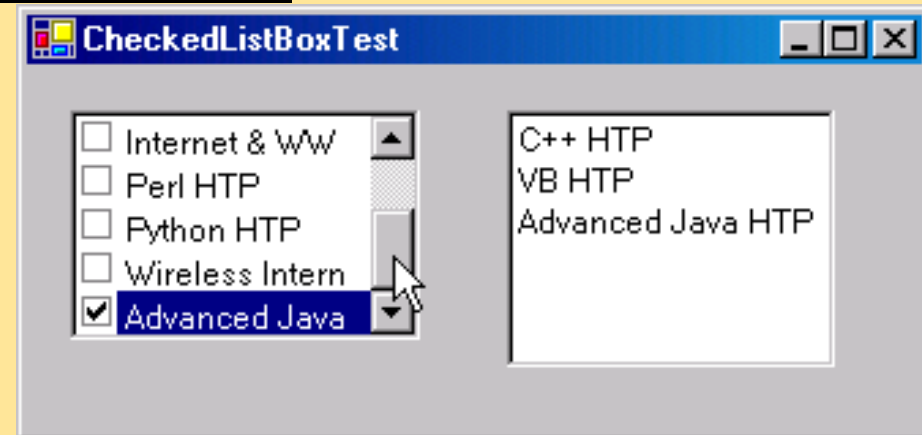 CheckedListBoxTest
Internet & WW
Perl HTP
Python HTP
Wireless Intern
Advanced Java
C++ HTP
VB HTP
Advanced Java HTP